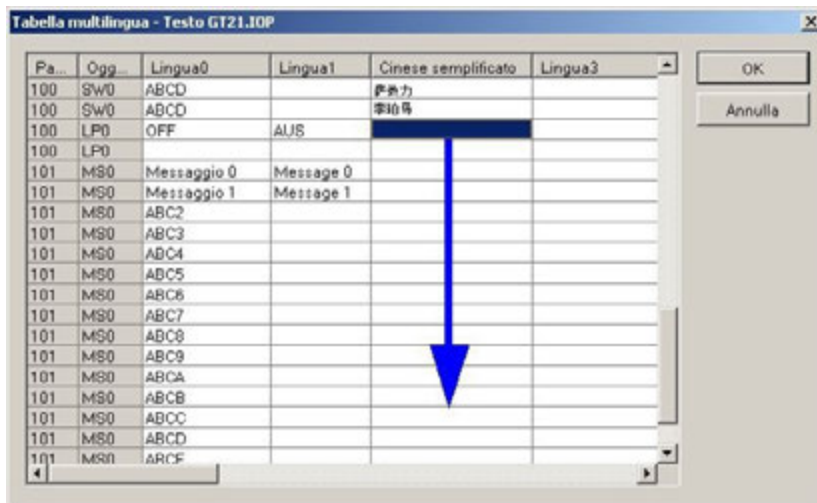 Tabella multilingua - Testo GT21.IOP
Pa... Ogg... Lingua0 Lingua1 Cinese semplificato Lingua3
100 SW0 ABCD
100 SW0 ABCD
100 LP0 OFF AUS
100 LP0
101 MS0 Messaggio 0 Message 0
101 MS0 Messaggio 1 Message 1
101 MS0 ABC2
101 MS0 ABC3
101 MS0 ABC4
101 MS0 ABC5
101 MS0 ABC6
101 MS0 ABC7
101 MS0 ABC8
101 MS0 ABC9
101 MS0 ABCA
101 MS0 ABCB
101 MS0 ABCC
101 MS0 ABCD
101 MS0
OK
Annulla